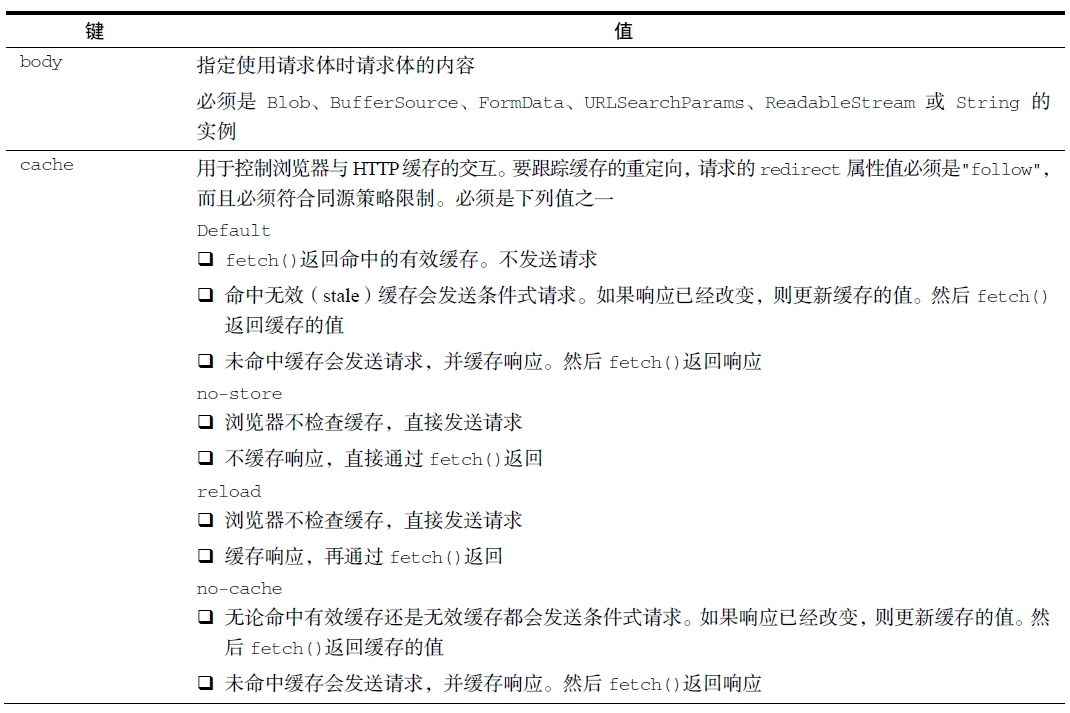 键 值
body 指定使用请求体时请求体的内容
必须是 Blob、BufferSource、FormData、URLSearchParams、ReadableStream 或 String 的
实例
cache 用于控制浏览器与 HTTP 缓存的交互。要跟踪缓存的重定向，请求的 redirect 属性值必须是"follow"，
而且必须符合同源策略限制。必须是下列值之一
Default
❑ fetch()返回命中的有效缓存。不发送请求
❑ 命中无效（stale）缓存会发送条件式请求。如果响应已经改变，则更新缓存的值。然后 fetch()
返回缓存的值
❑ 未命中缓存会发送请求，并缓存响应。然后 fetch()返回响应
no-store
❑ 浏览器不检查缓存，直接发送请求
❑ 不缓存响应，直接通过 fetch()返回
reload
❑ 浏览器不检查缓存，直接发送请求
❑ 缓存响应，再通过 fetch()返回
no-cache
❑ 无论命中有效缓存还是无效缓存都会发送条件式请求。如果响应已经改变，则更新缓存的值。然
后 fetch()返回缓存的值
❑ 未命中缓存会发送请求，并缓存响应。然后 fetch()返回响应